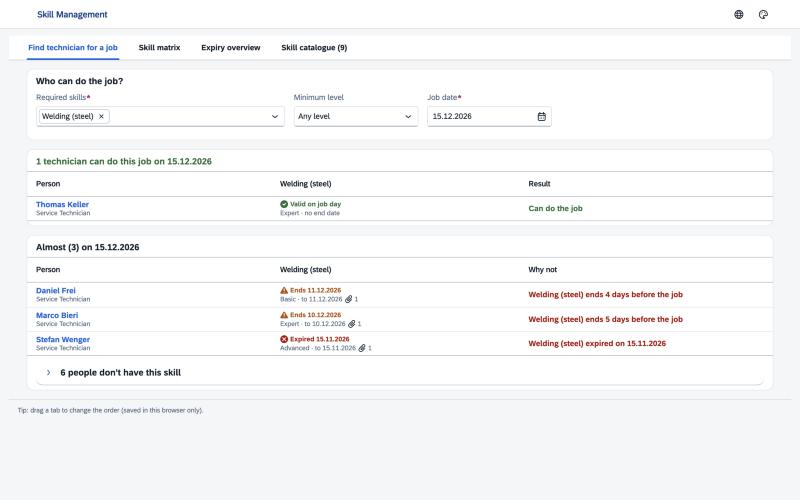 Skill Management
Find technician for a job
Skill matrix
Expiry overview
Skill catalogue (9)
Who can do the job?
Required skills*
Minimum level
Job date*
Welding (steel)
Any level
15.12.2026
1 technician can do this job on 15.12.2026
Person
Welding (steel)
Result
Thomas Keller
Service Technician
Valid on job day
Expert · no end date
Can do the job
Almost (3) on 15.12.2026
Person
Welding (steel)
Why not
Daniel Frei
Service Technician
Ends 11.12.2026
Basic · to 11.12.2026 1
Welding (steel) ends 4 days before the job
Marco Bieri
Service Technician
Ends 10.12.2026
Expert · to 10.12.2026 1
Welding (steel) ends 5 days before the job
Stefan Wenger
Service Technician
Expired 15.11.2026
Advanced · to 15.11.2026 1
Welding (steel) expired on 15.11.2026
6 people don't have this skill
Tip: drag a tab to change the order (saved in this browser only).